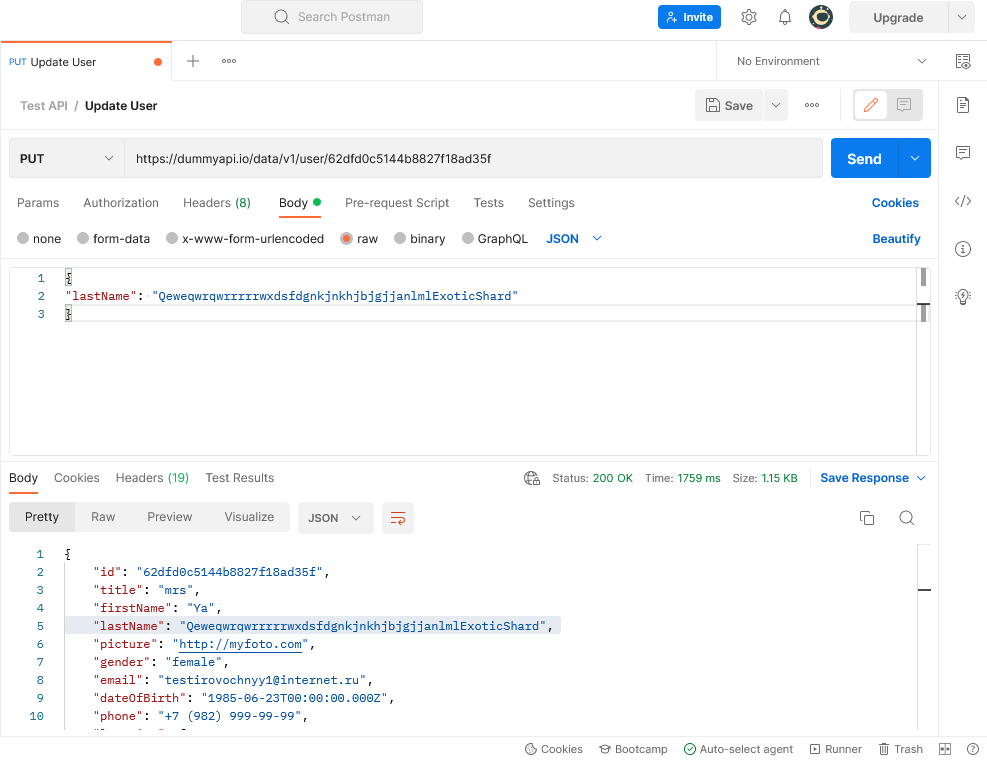 Search Postman Invite Upgrade
PUT Update User No Environment
Test API / Update User Save
PUT https://dummyapi.io/data/v1/user/62dfd0c5144b8827f18ad35f Send
Params Authorization Headers (8) Body Pre-request Script Tests Settings Cookies
none form-data x-www-form-urlencoded raw binary GraphQL JSON Beautify
1 {
2 "lastName": "QeweqwrqwrrrrrwxdsfdgnkjnkhjbjgjjanlmlExoticShard"
3 }
Body Cookies Headers (19) Test Results Status: 200 OK Time: 1759 ms Size: 1.15 KB Save Response
Pretty Raw Preview Visualize JSON
1 {
2 "id": "62dfd0c5144b8827f18ad35f",
3 "title": "mrs",
4 "firstName": "Ya",
5 "lastName": "QeweqwrqwrrrrrwxdsfdgnkjnkhjbjgjjanlmlExoticShard",
6 "picture": "http://myfoto.com",
7 "gender": "female",
8 "email": "testirovochnyy1@internet.ru",
9 "dateOfBirth": "1985-06-23T00:00:00.000Z",
10 "phone": "+7 (982) 999-99-99",
Cookies Bootcamp Auto-select agent Runner Trash